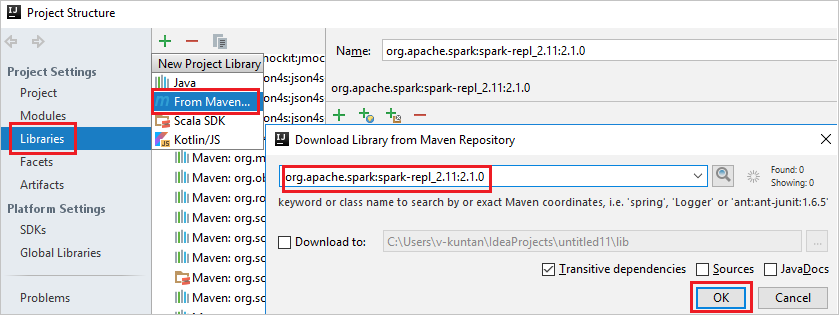 Project Structure
Project Settings
Project
Modules
Libraries
Facets
Artifacts
Platform Settings
SDKs
Global Libraries
Problems
New Project Library
Java
From Maven...
Scala SDK
Kotlin/JS
nockit:jmoc
on4s:json4s
on4s:json4s
on4s:json4s
Maven: org.m
Maven: org.ob
Maven: org.ro
Maven: org.sc
Maven: org.sc
Maven: org.sc
Maven: org.sc
Maven: org.sc
Name: org.apache.spark:spark-repl_2.11:2.1.0
org.apache.spark:spark-repl_2.11:2.1.0
Download Library from Maven Repository
org.apache.spark:spark-repl_2.11:2.1.0
Found: 0
Showing: 0
keyword or class name to search by or exact Maven coordinates, i.e. 'spring', 'Logger' or 'ant:ant-junit:1.6.5'
Download to: C:\Users\v-kuntan\IdeaProjects\untitled11\lib ...
Transitive dependencies Sources JavaDocs
OK Cancel